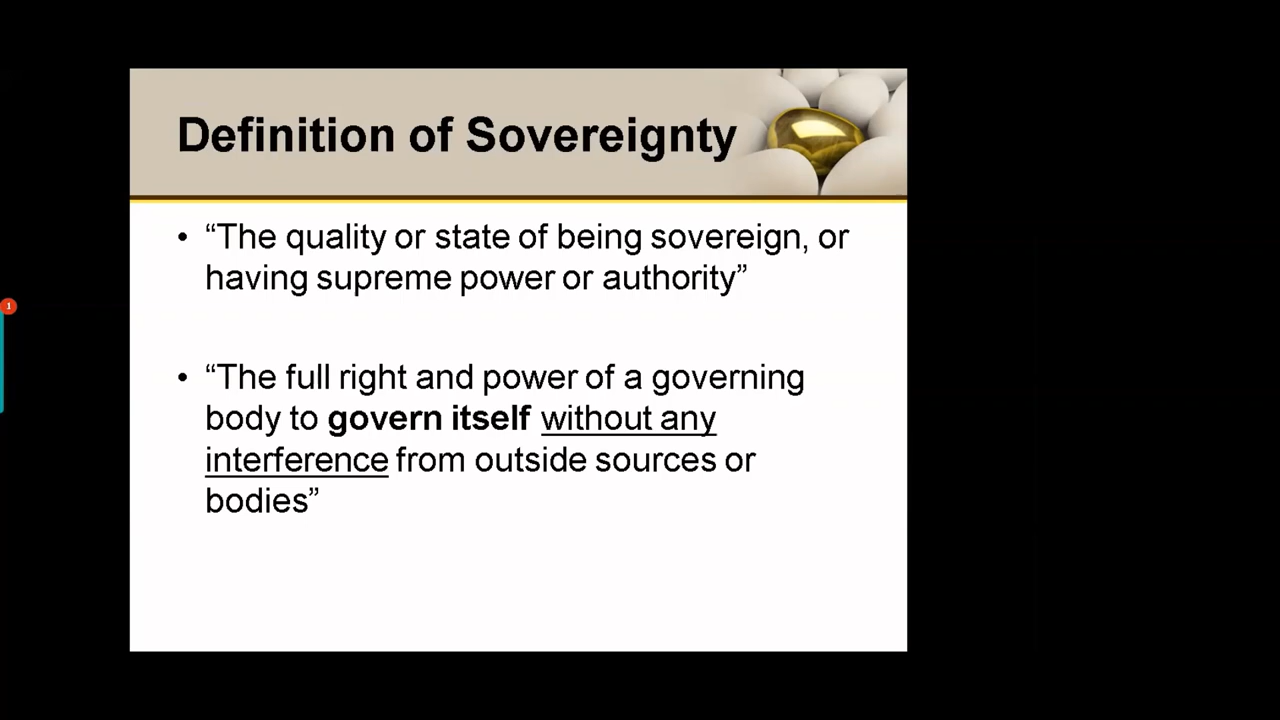 Definition of Sovereignty
• “The quality or state of being sovereign, or
having supreme power or authority”
• “The full right and power of a governing
body to govern itself without any
interference from outside sources or
bodies”
1